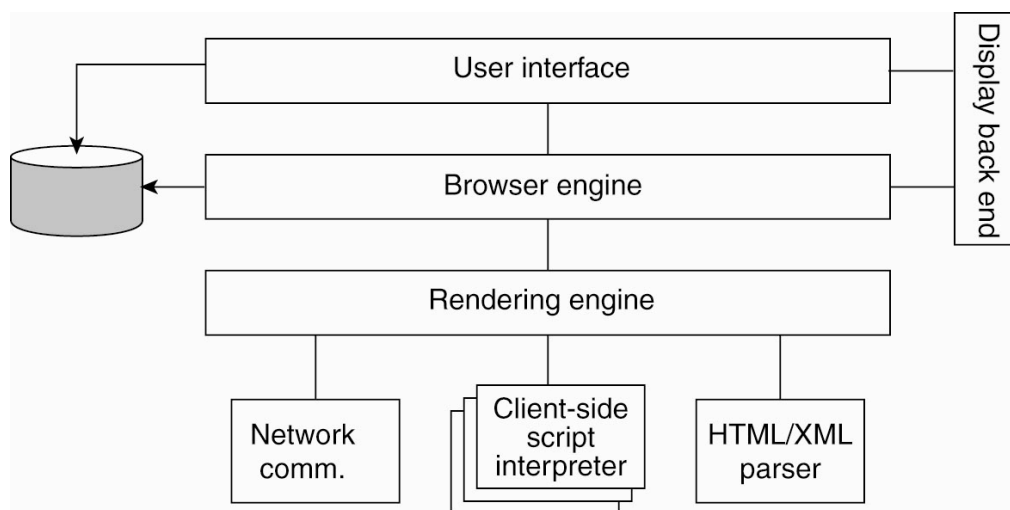 User interface
Display back end
Browser engine
Rendering engine
Network
comm.
Client-side
script
interpreter
HTML/XML
parser